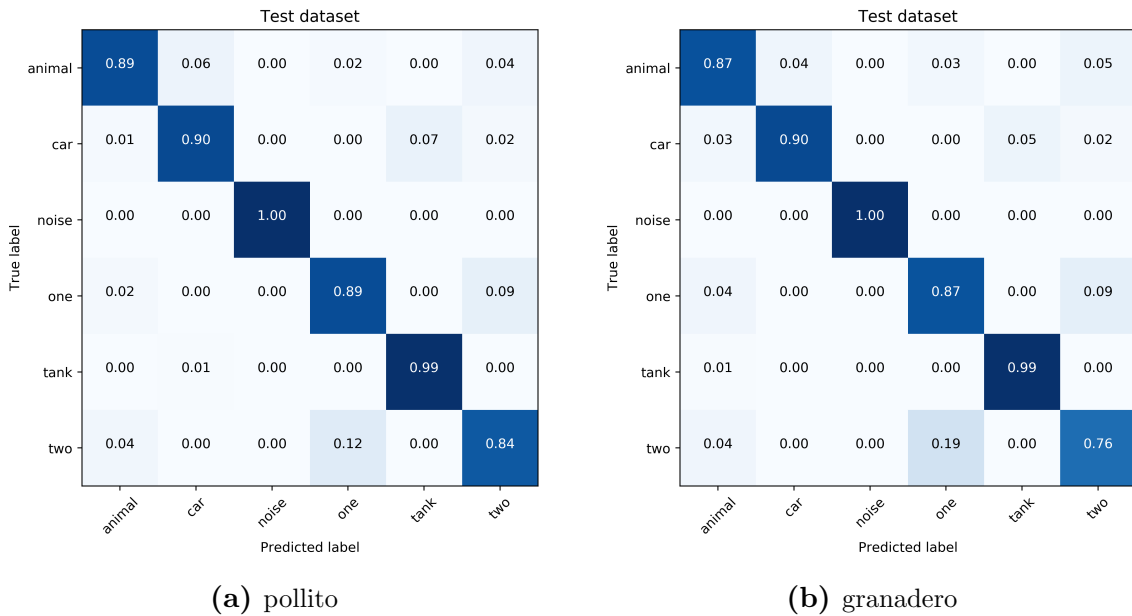 Test dataset
animal 0.89 0.06 0.00 0.02 0.00 0.04
car 0.01 0.90 0.00 0.00 0.07 0.02
noise 0.00 0.00 1.00 0.00 0.00 0.00
one 0.02 0.00 0.00 0.89 0.00 0.09
tank 0.00 0.01 0.00 0.00 0.99 0.00
two 0.04 0.00 0.00 0.12 0.00 0.84
True label
animal car noise one tank two
Predicted label
(a) pollito
Test dataset
animal 0.87 0.04 0.00 0.03 0.00 0.05
car 0.03 0.90 0.00 0.00 0.05 0.02
noise 0.00 0.00 1.00 0.00 0.00 0.00
one 0.04 0.00 0.00 0.87 0.00 0.09
tank 0.01 0.00 0.00 0.00 0.99 0.00
two 0.04 0.00 0.00 0.19 0.00 0.76
True label
animal car noise one tank two
Predicted label
(b) granadero